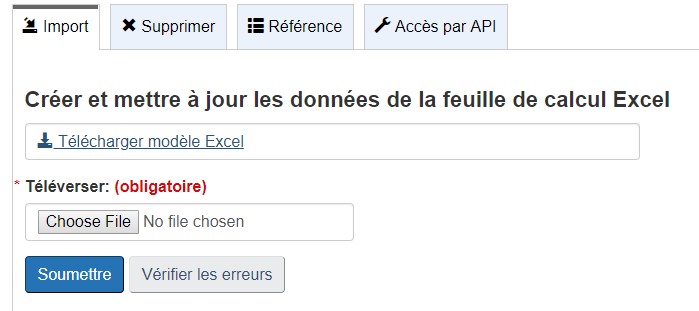 Import Supprimer Référence Accès par API
Créer et mettre à jour les données de la feuille de calcul Excel
Télécharger modèle Excel
* Téléverser: (obligatoire)
Choose File No file chosen
Soumettre Vérifier les erreurs